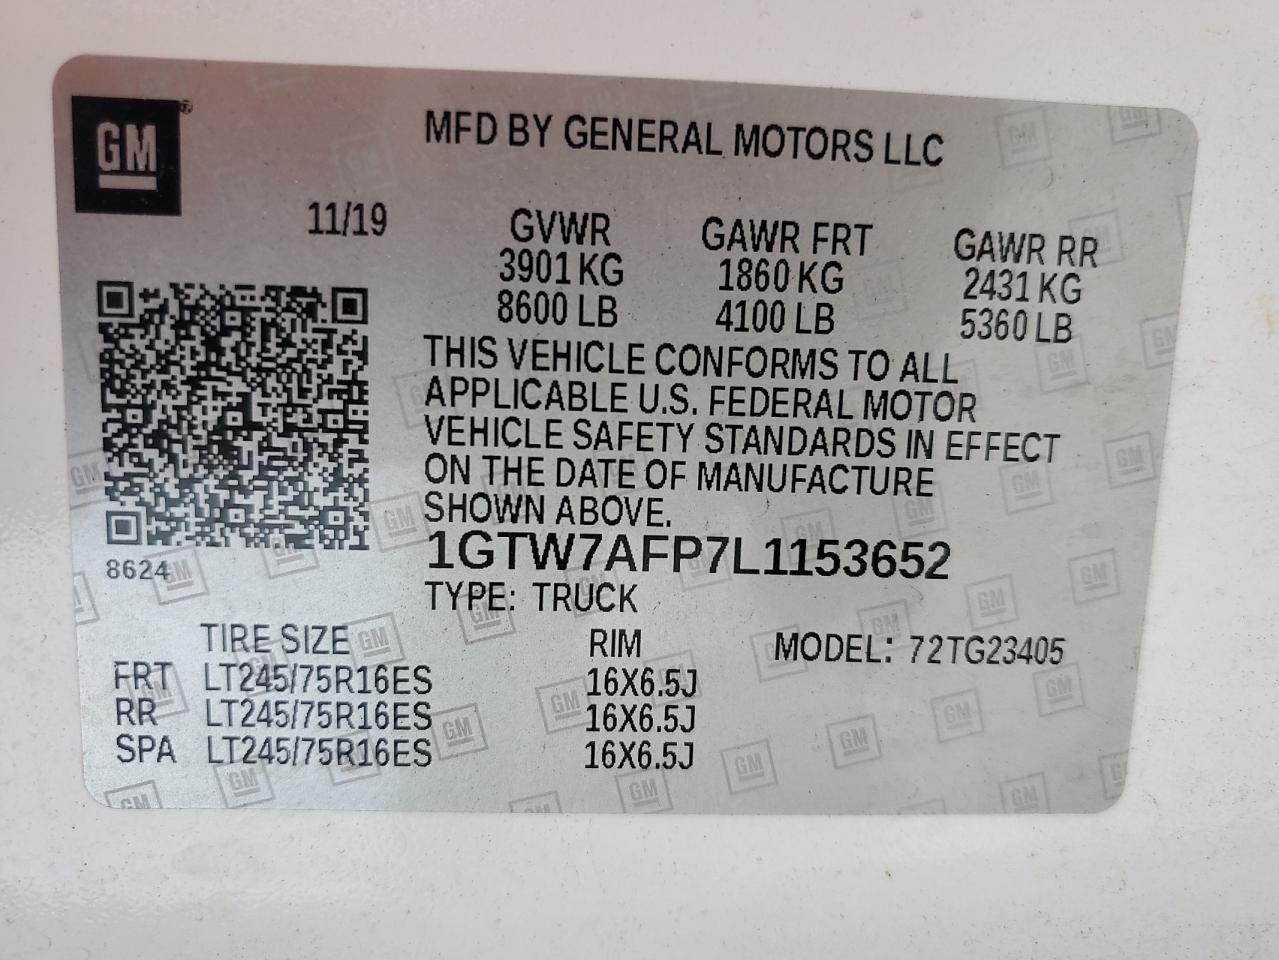 GM
MFD BY GENERAL MOTORS LLC
11/19 GVWR GAWR FRT GAWR RR
3901 KG 1860 KG 2431 KG
8600 LB 4100 LB 5360 LB
THIS VEHICLE CONFORMS TO ALL
APPLICABLE U.S. FEDERAL MOTOR
VEHICLE SAFETY STANDARDS IN EFFECT
ON THE DATE OF MANUFACTURE
SHOWN ABOVE.
1GTW7AFP7L1153652
8624
TYPE: TRUCK
TIRE SIZE RIM MODEL: 72TG23405
FRT LT245/75R16ES 16X6.5J
RR LT245/75R16ES 16X6.5J
SPA LT245/75R16ES 16X6.5J